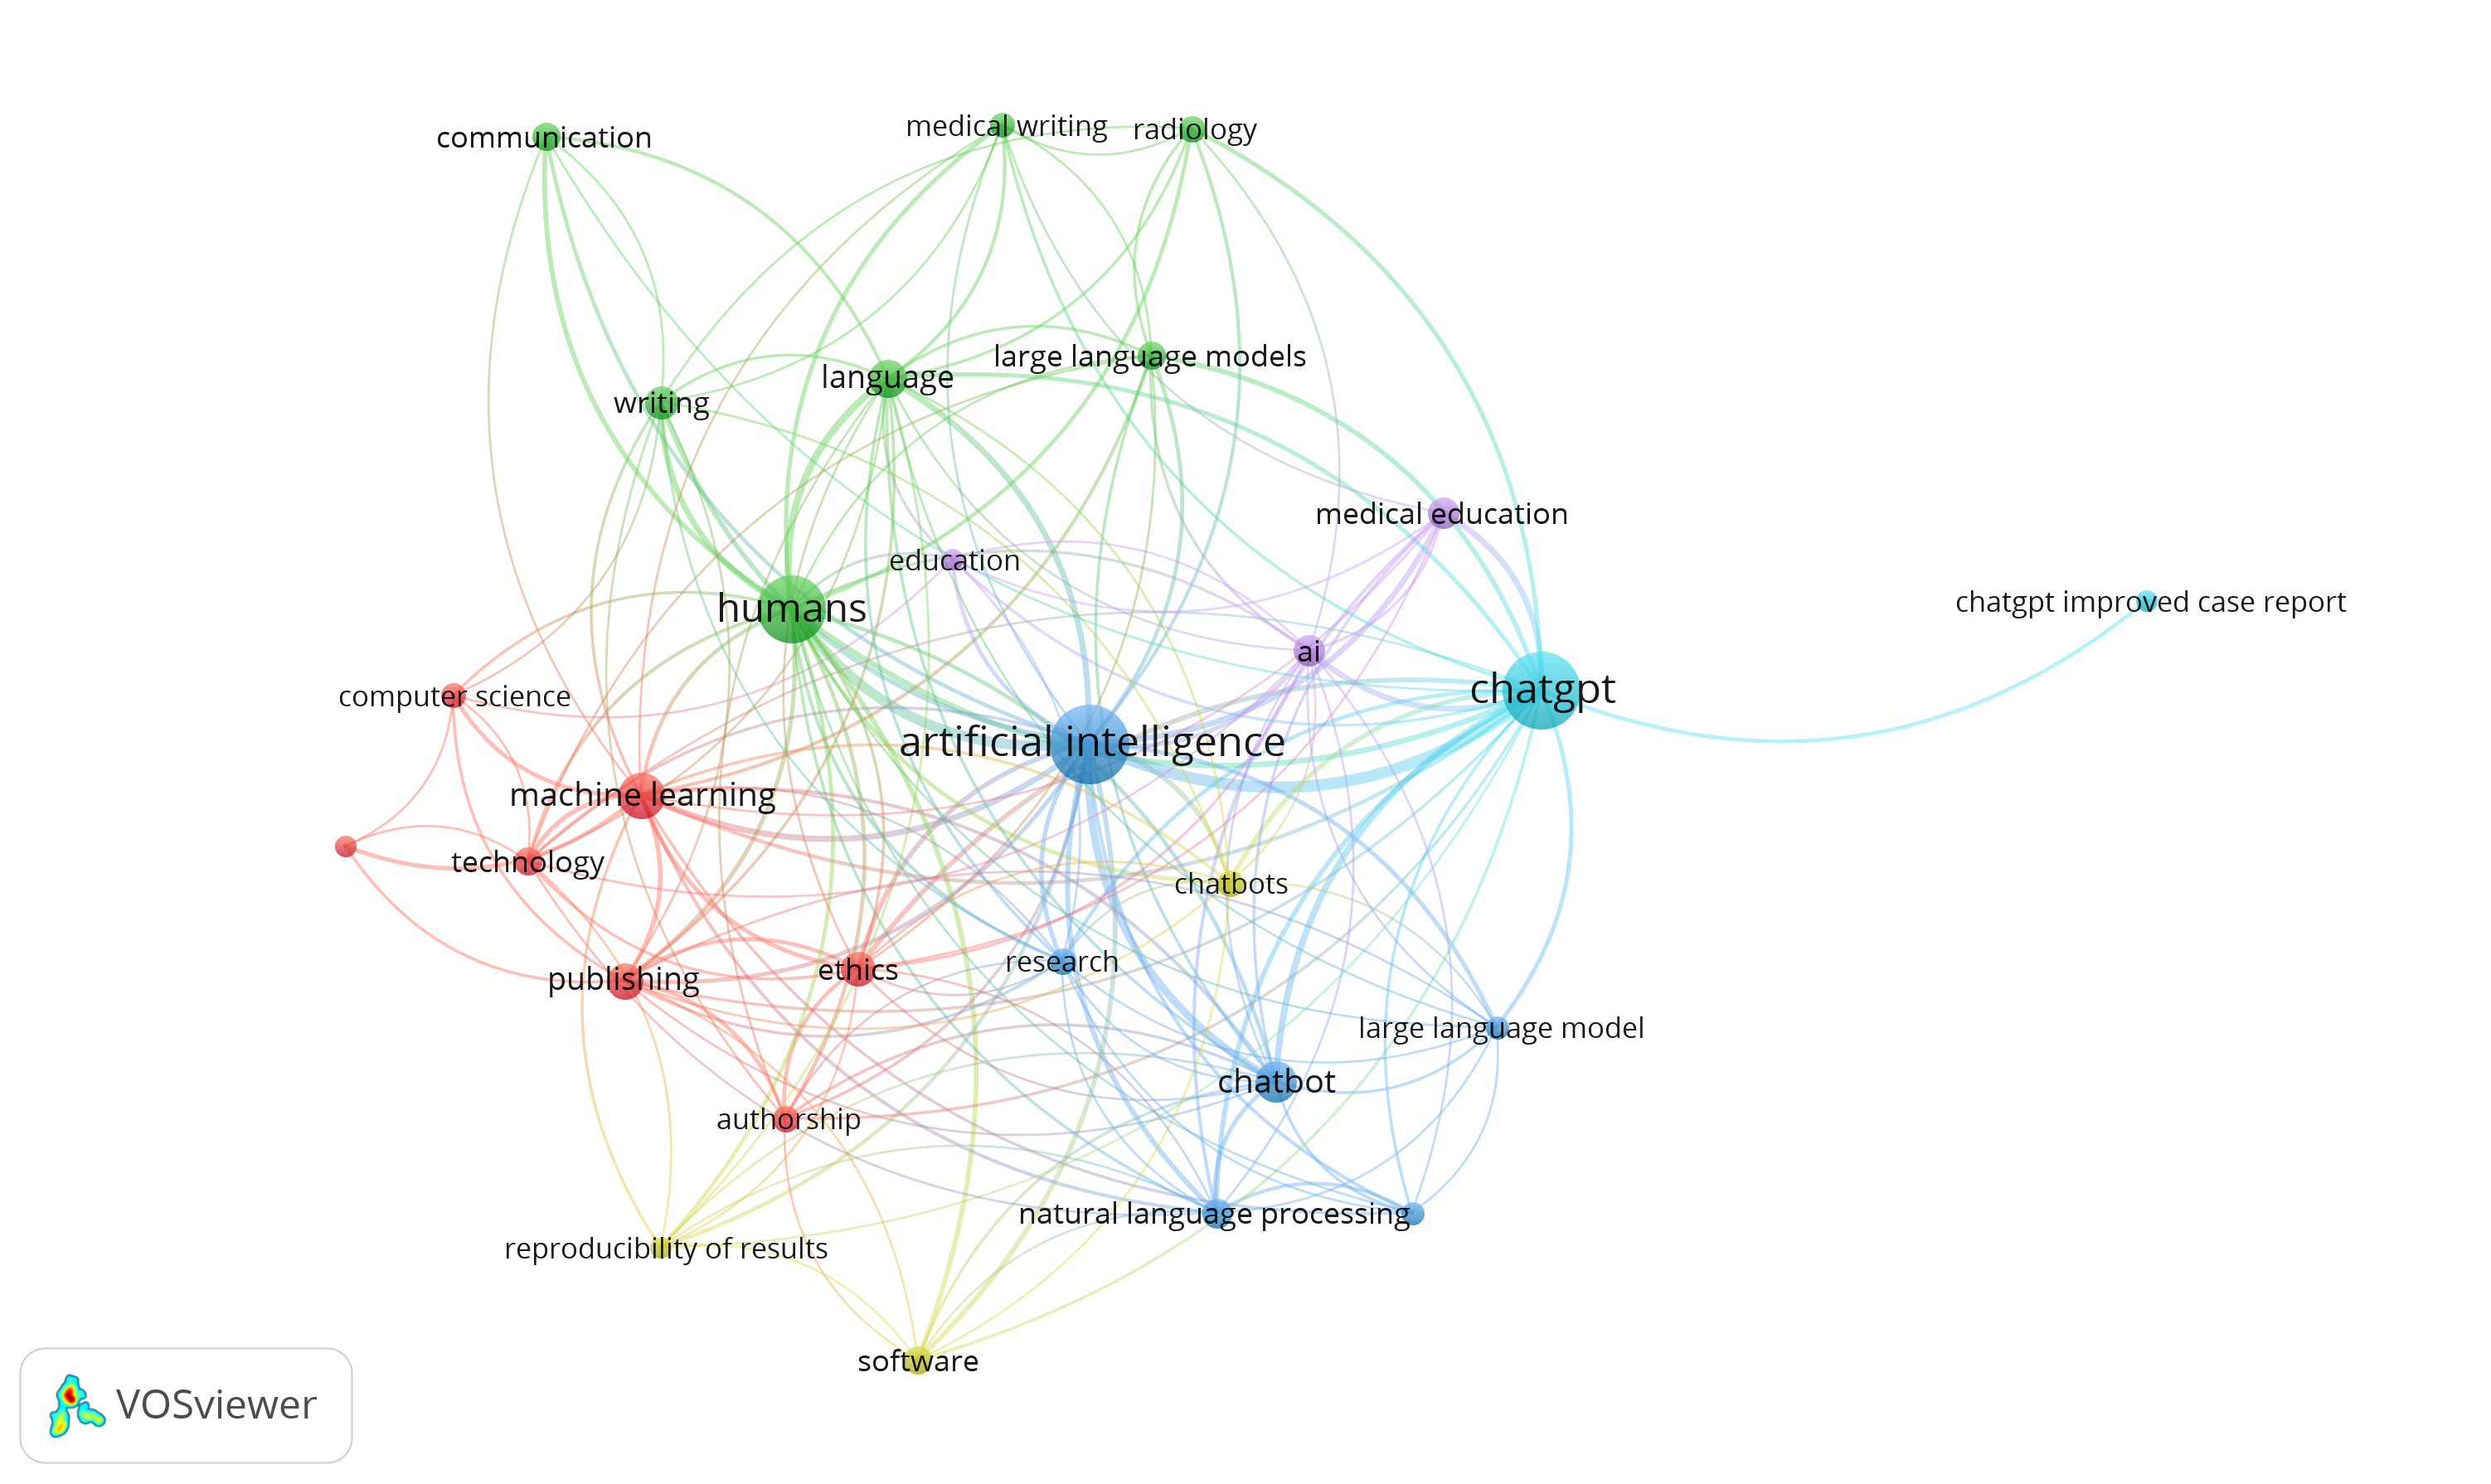 communication
medical writing
radiology
large language models
language
writing
medical education
education
chatgpt improved case report
humans
ai
chatgpt
computer science
artificial intelligence
machine learning
technology
chatbots
research
ethics
publishing
large language model
chatbot
authorship
natural language processing
reproducibility of results
software
VOSviewer